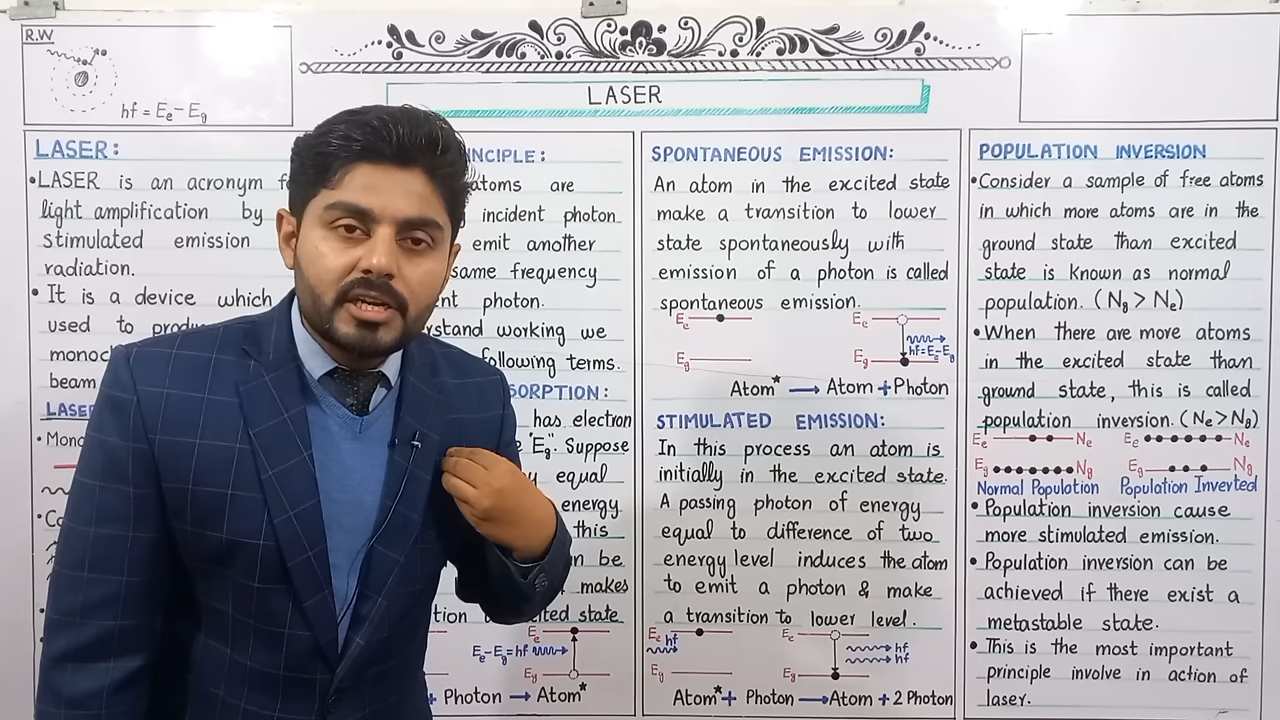 R.W
hf = Ee − Eg
LASER
LASER:
•LASER is an acronym
light amplification by
stimulated emission
radiation.
• It is a device which
used to
beam
• Mono
NCIPLE:
atoms are
incident photon
emit another
same frequency
photon.
working we
following terms.
SORPTION:
has electron
"Eg". Suppose
equal
energy
this
be
makes
state
Ee
Ee−Eg=hf
Eg
+ Photon → Atom*
SPONTANEOUS EMISSION:
An atom in the excited state
make a transition to lower
state spontaneously with
emission of a photon is called
spontaneous emission.
Ee Ee
hf=Ee−Eg
Eg Eg
Atom* → Atom + Photon
STIMULATED EMISSION:
In this process an atom is
initially in the excited state.
A passing photon of energy
equal to difference of two
energy level induces the atom
to emit a photon & make
a transition to lower level.
Ee hf Ee hf
hf
Eg Eg
Atom* + Photon → Atom + 2 Photon
POPULATION INVERSION
•Consider a sample of free atoms
in which more atoms are in the
ground state than excited
state is known as normal
population. (Ng > Ne)
•When there are more atoms
in the excited state than
ground state, this is called
population inversion. (Ne > Ng)
Ee Ne Ee Ne
Eg Ng Eg Ng
Normal Population Population Inverted
• Population inversion cause
more stimulated emission.
• Population inversion can be
achieved if there exist a
metastable state.
• This is the most important
principle involve in action of
laser.